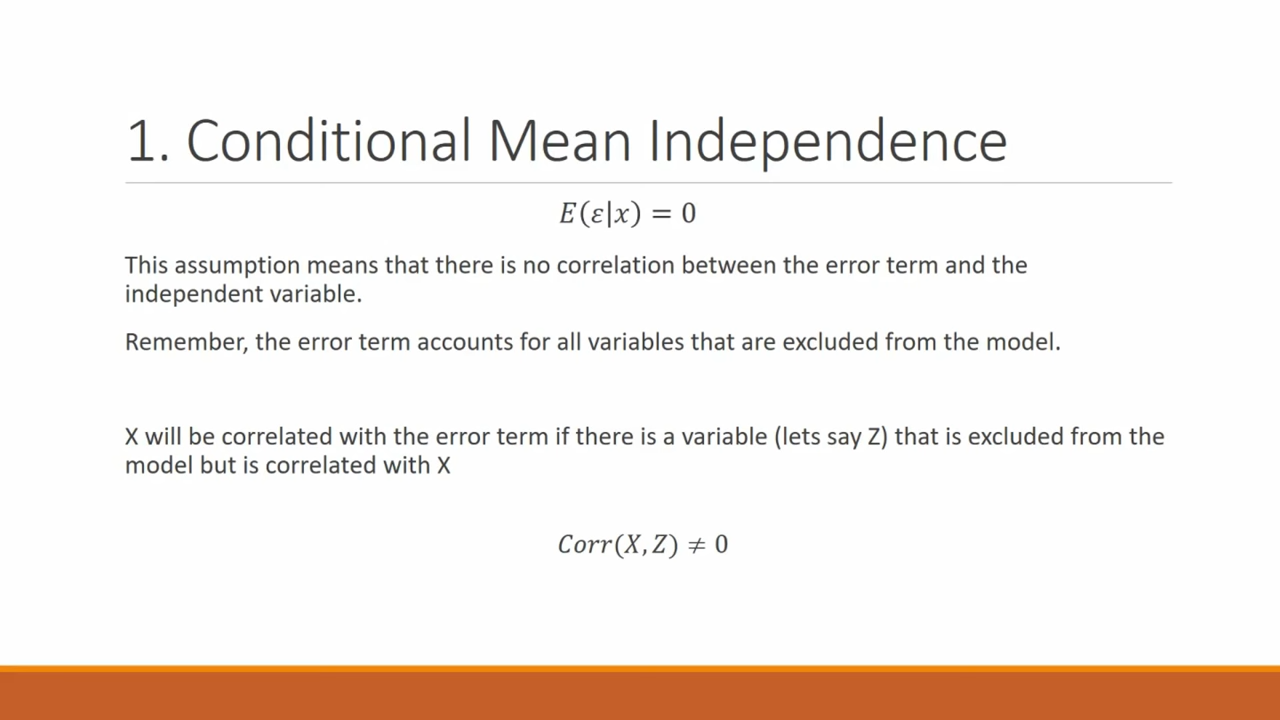 1. Conditional Mean Independence
E(ε|x) = 0
This assumption means that there is no correlation between the error term and the
independent variable.
Remember, the error term accounts for all variables that are excluded from the model.
X will be correlated with the error term if there is a variable (lets say Z) that is excluded from the
model but is correlated with X
Corr(X, Z) ≠ 0